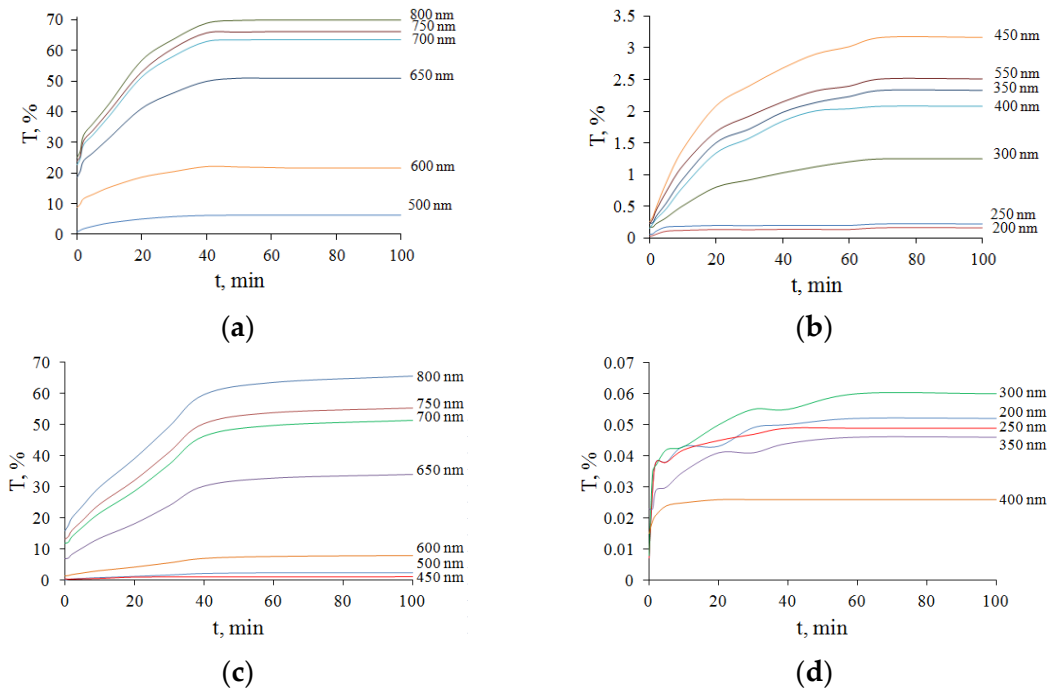 T, %
70
60
50
40
30
20
10
0
0 20 40 60 80 100
t, min
800 nm
750 nm
700 nm
650 nm
600 nm
500 nm
(a)
T, %
3.5
3
2.5
2
1.5
1
0.5
0
0 20 40 60 80 100
t, min
450 nm
550 nm
350 nm
400 nm
300 nm
250 nm
200 nm
(b)
T, %
70
60
50
40
30
20
10
0
0 20 40 60 80 100
t, min
800 nm
750 nm
700 nm
650 nm
600 nm
500 nm
450 nm
(c)
T, %
0.07
0.06
0.05
0.04
0.03
0.02
0.01
0
0 20 40 60 80 100
t, min
300 nm
200 nm
250 nm
350 nm
400 nm
(d)